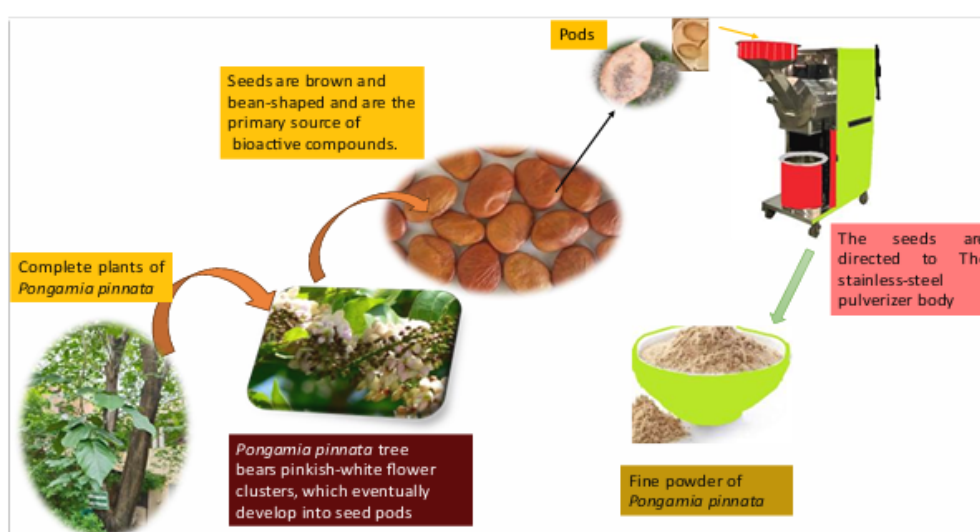 Pods
Seeds are brown and
bean-shaped and are the
primary source of
bioactive compounds.
Complete plants of
Pongamia pinnata
The seeds are
directed to The
stainless-steel
pulverizer body
Pongamia pinnata tree
bears pinkish-white flower
clusters, which eventually
develop into seed pods
Fine powder of
Pongamia pinnata